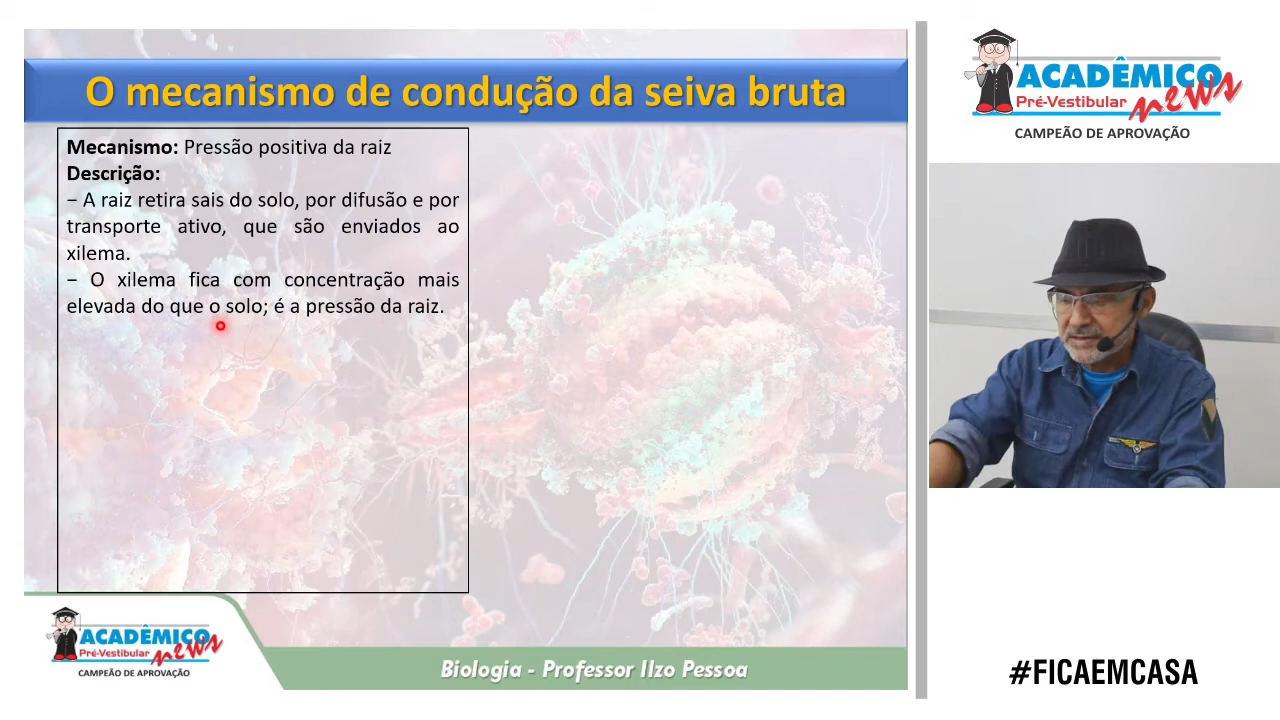 O mecanismo de condução da seiva bruta
Mecanismo: Pressão positiva da raiz
Descrição:
− A raiz retira sais do solo, por difusão e por
transporte ativo, que são enviados ao
xilema.
− O xilema fica com concentração mais
elevada do que o solo; é a pressão da raiz.
ACADÊMICO
Pré-Vestibular news
CAMPEÃO DE APROVAÇÃO
Biologia - Professor Ilzo Pessoa
ACADÊMICO
Pré-Vestibular news
CAMPEÃO DE APROVAÇÃO
#FICAEMCASA